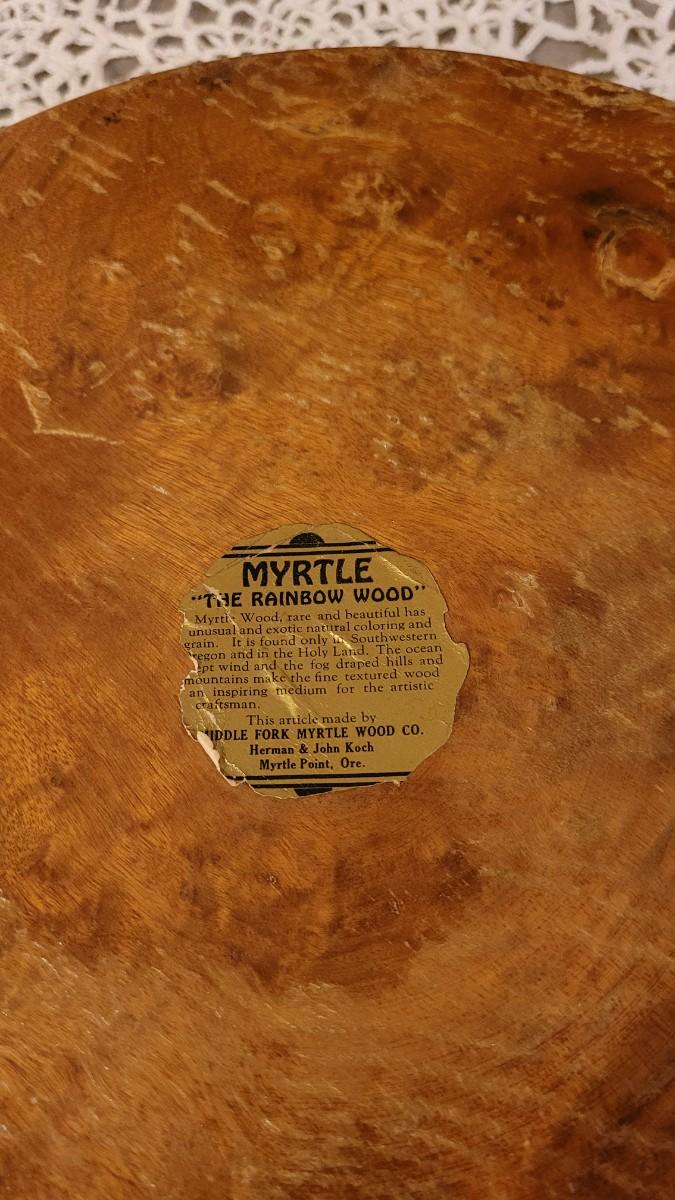 MYRTLE
"THE RAINBOW WOOD"
Myrtle Wood, rare and beautiful has
unusual and exotic natural coloring and
grain. It is found only in Southwestern
regon and in the Holy Land. The ocean
ept wind and the fog draped hills and
mountains make the fine textured wood
an inspiring medium for the artistic
craftsman.
This article made by
MIDDLE FORK MYRTLE WOOD CO.
Herman & John Koch
Myrtle Point, Ore.